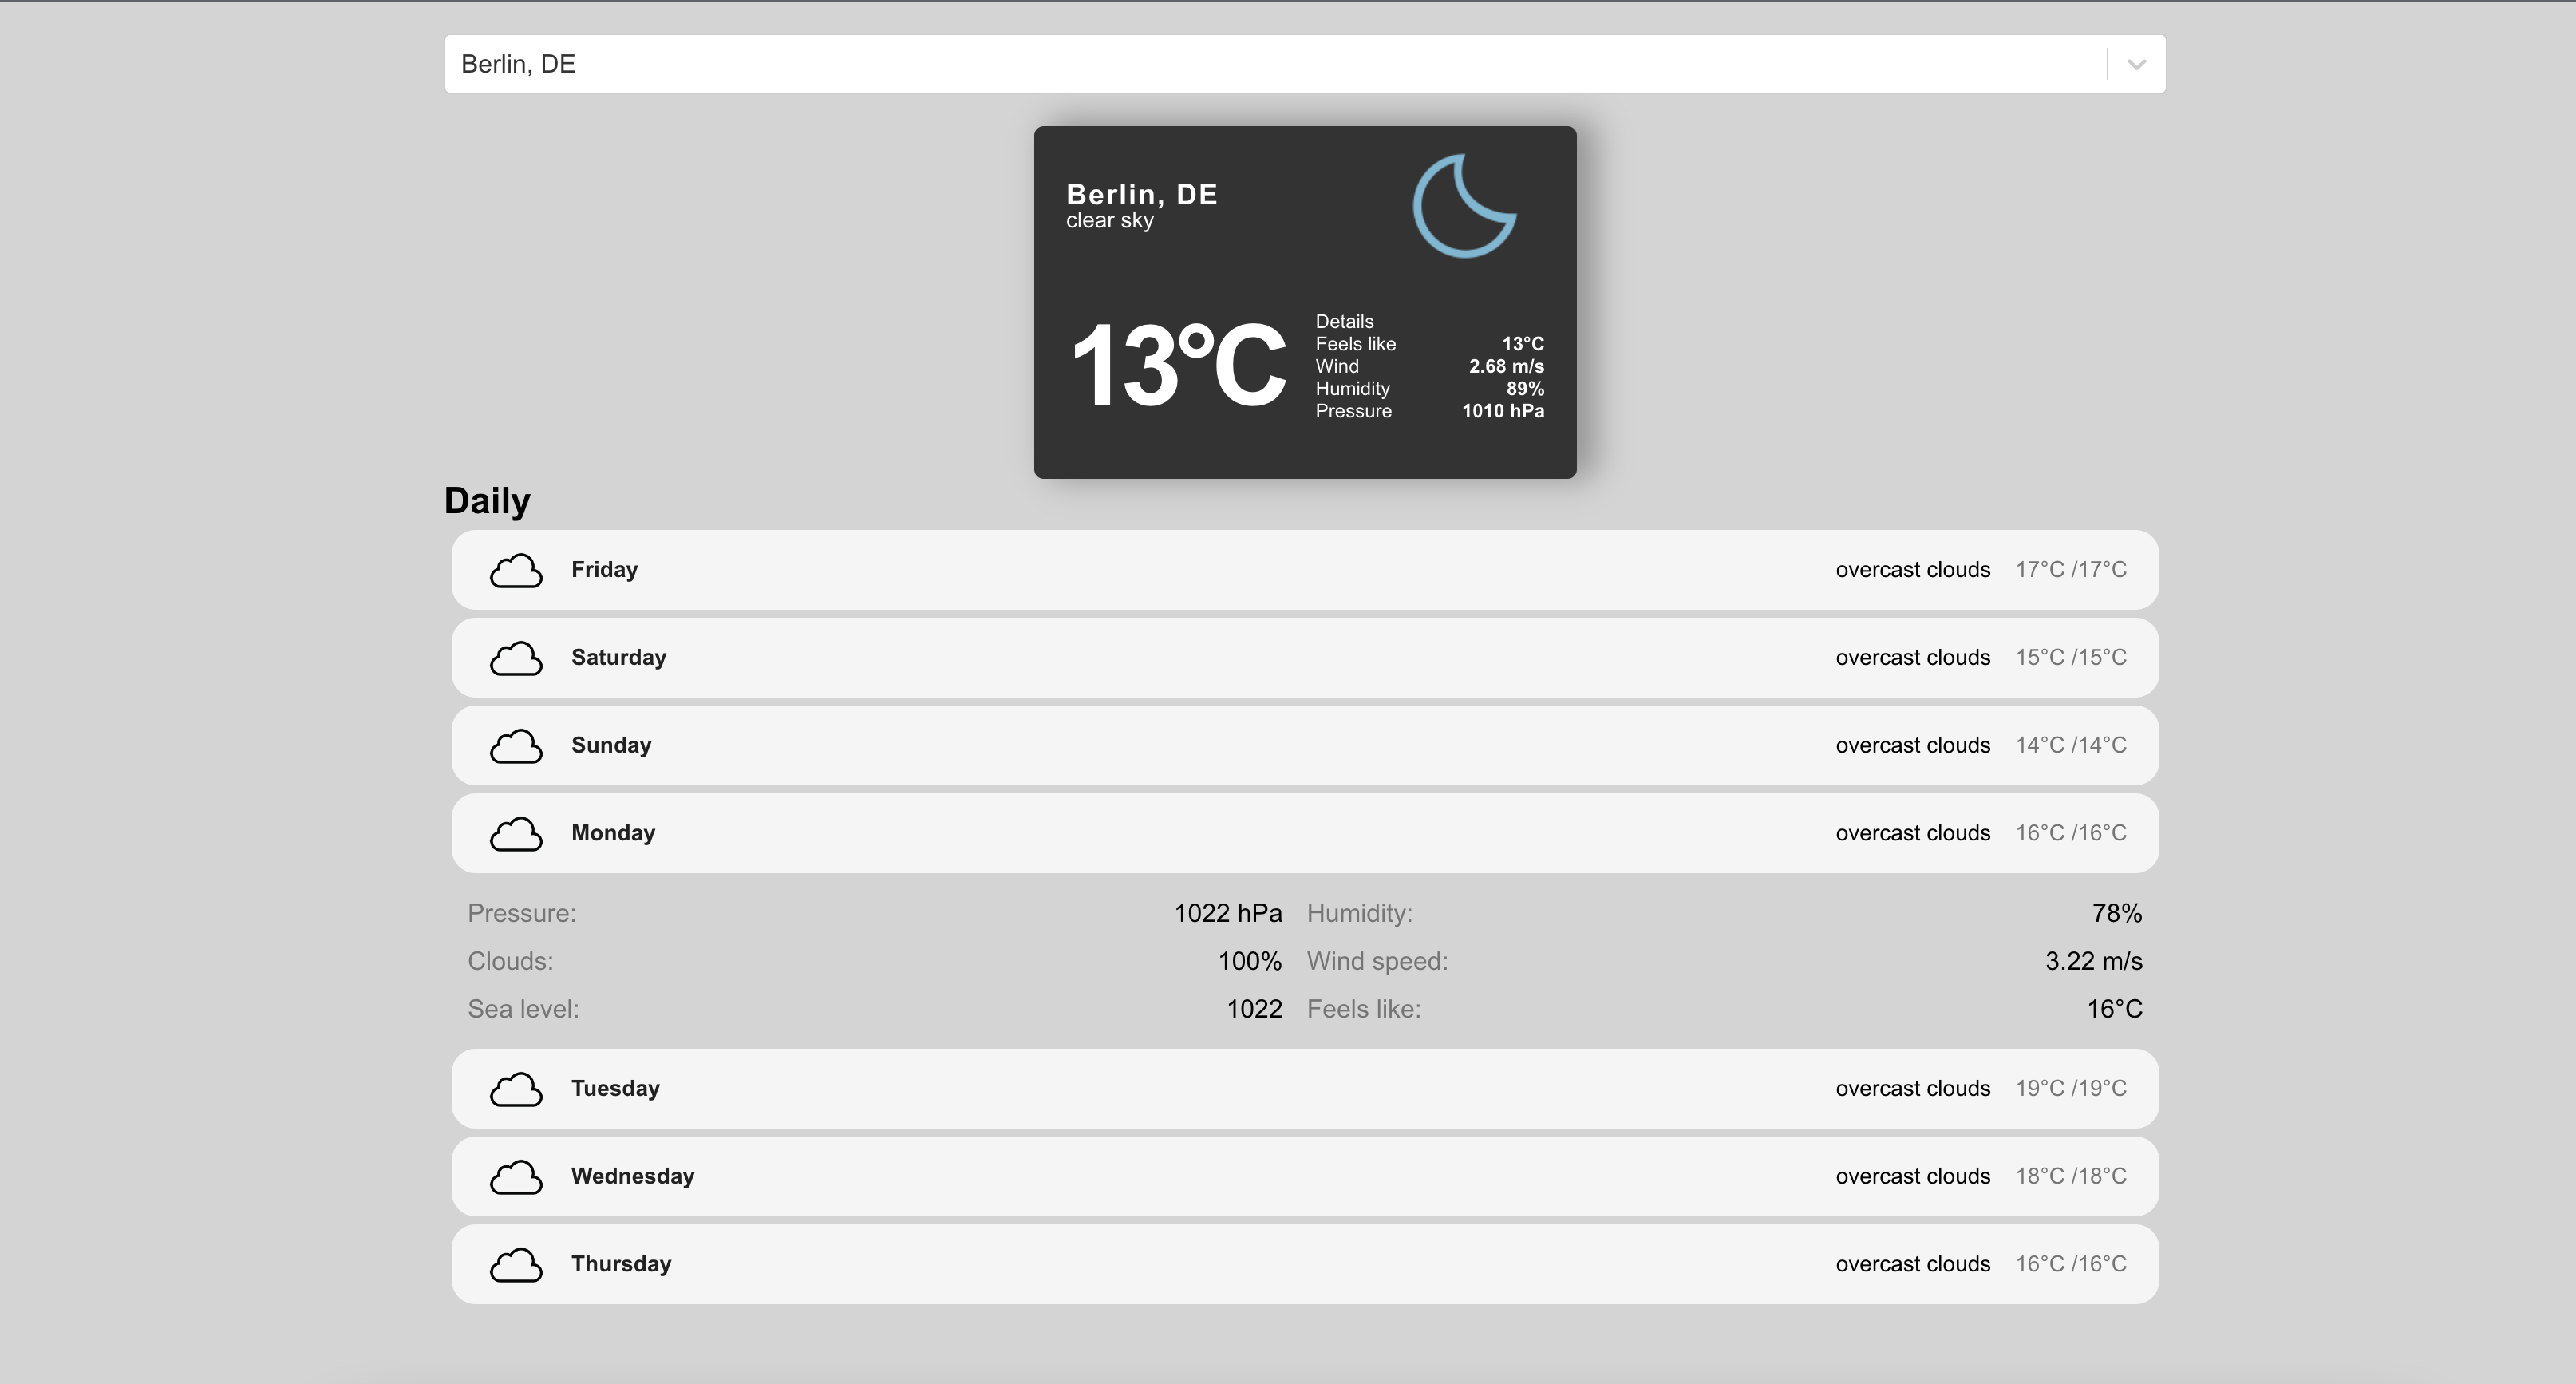 Berlin, DE
Berlin, DE
clear sky
13°C
Details
Feels like 13°C
Wind 2.68 m/s
Humidity 89%
Pressure 1010 hPa
Daily
Friday overcast clouds 17°C /17°C
Saturday overcast clouds 15°C /15°C
Sunday overcast clouds 14°C /14°C
Monday overcast clouds 16°C /16°C
Pressure: 1022 hPa Humidity: 78%
Clouds: 100% Wind speed: 3.22 m/s
Sea level: 1022 Feels like: 16°C
Tuesday overcast clouds 19°C /19°C
Wednesday overcast clouds 18°C /18°C
Thursday overcast clouds 16°C /16°C